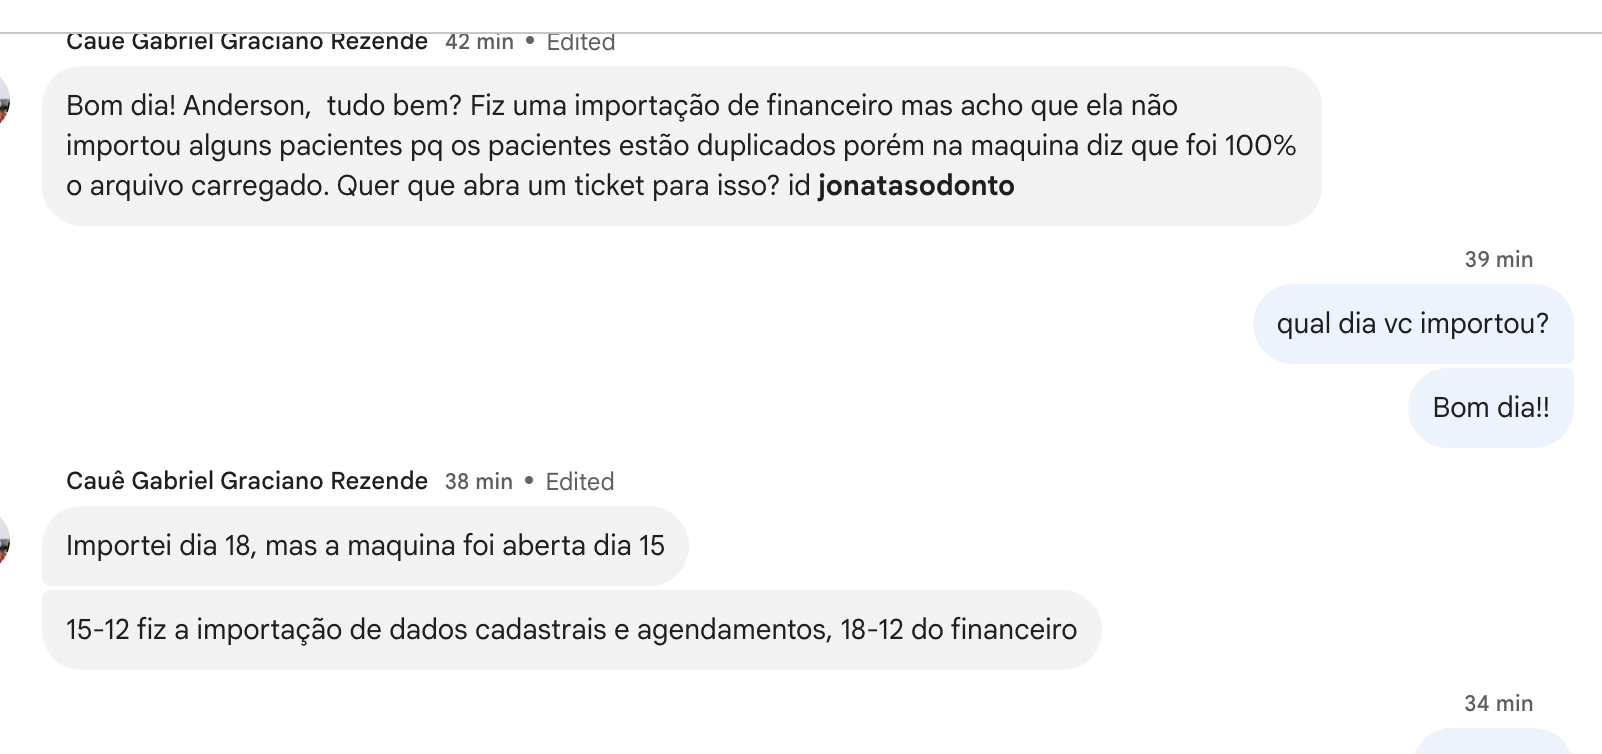 Cauê Gabriel Graciano Rezende 42 min • Edited
Bom dia! Anderson,  tudo bem? Fiz uma importação de financeiro mas acho que ela não
importou alguns pacientes pq os pacientes estão duplicados porém na maquina diz que foi 100%
o arquivo carregado. Quer que abra um ticket para isso? id jonatasodonto
39 min
qual dia vc importou?
Bom dia!!
Cauê Gabriel Graciano Rezende 38 min • Edited
Importei dia 18, mas a maquina foi aberta dia 15
15-12 fiz a importação de dados cadastrais e agendamentos, 18-12 do financeiro
34 min